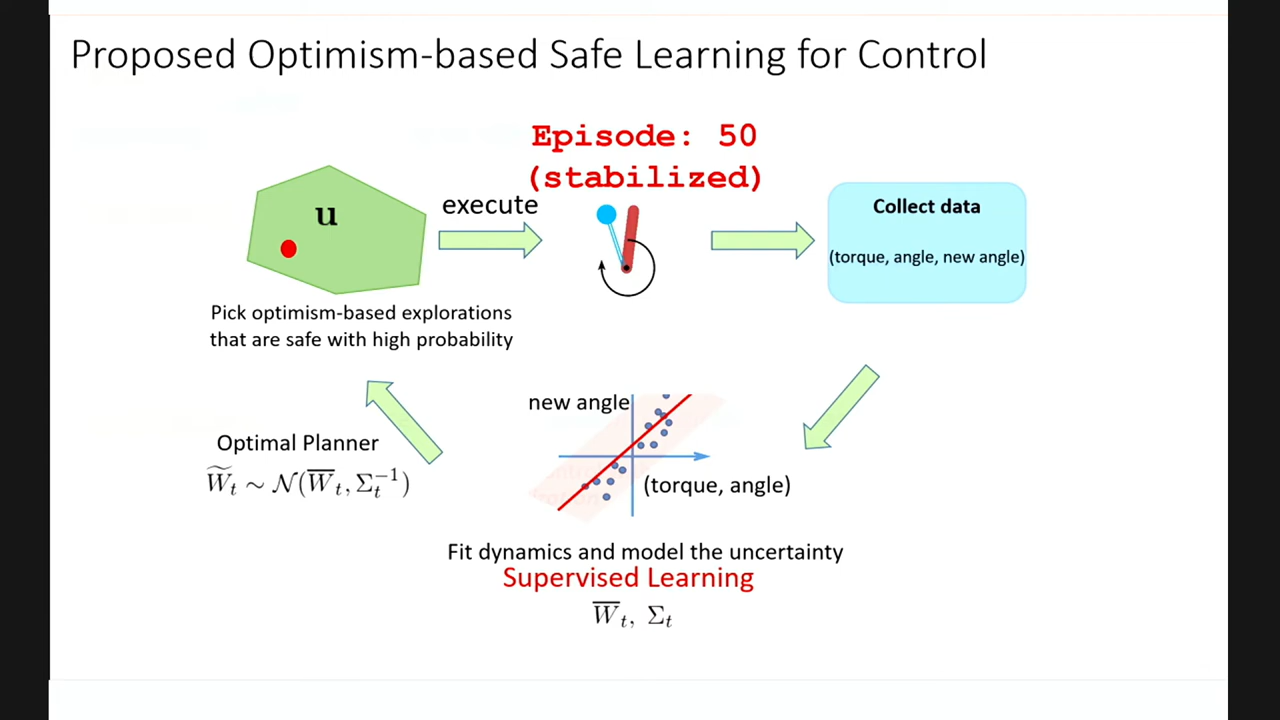 Proposed Optimism-based Safe Learning for Control
Episode: 50
(stabilized)
u
execute
Collect data
(torque, angle, new angle)
Pick optimism-based explorations
that are safe with high probability
new angle
(torque, angle)
Optimal Planner
W̃ₜ ∼ 𝒩(W̅ₜ, Σₜ⁻¹)
Fit dynamics and model the uncertainty
Supervised Learning
W̅ₜ, Σₜ